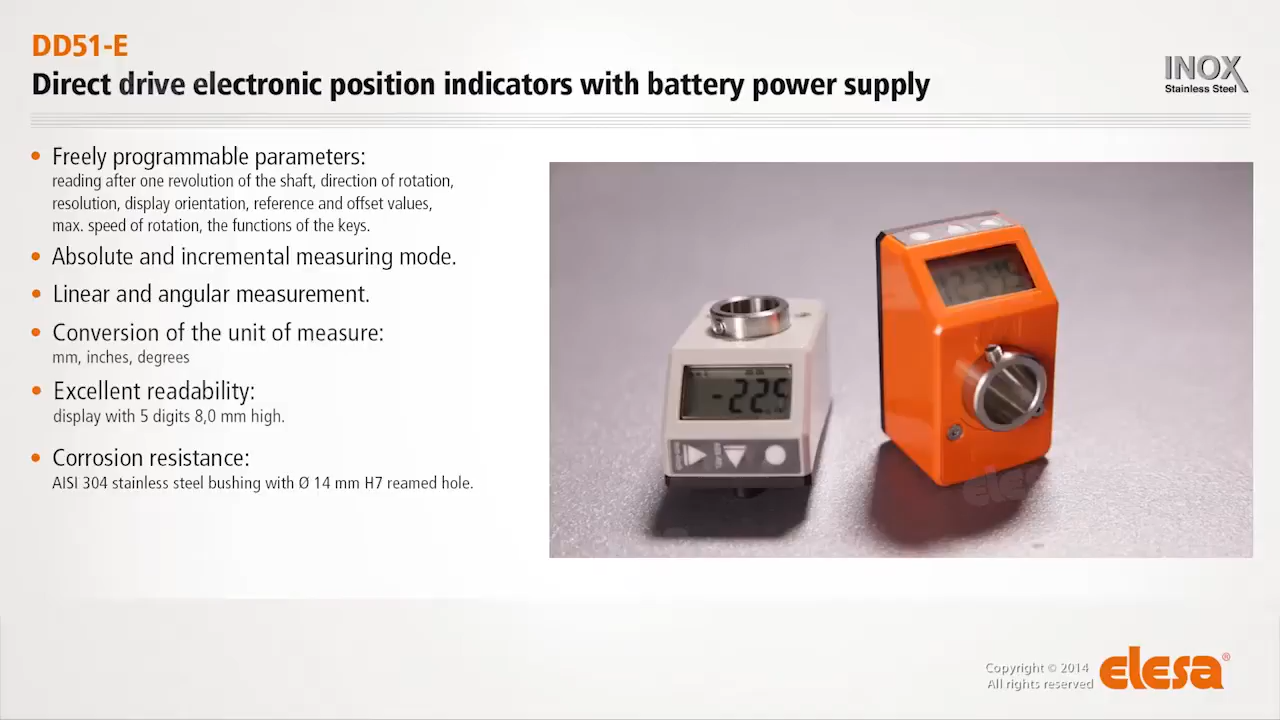 DD51-E
Direct drive electronic position indicators with battery power supply
INOX
Stainless Steel
• Freely programmable parameters:
reading after one revolution of the shaft, direction of rotation,
resolution, display orientation, reference and offset values,
max. speed of rotation, the functions of the keys.
• Absolute and incremental measuring mode.
• Linear and angular measurement.
• Conversion of the unit of measure:
mm, inches, degrees
• Excellent readability:
display with 5 digits 8,0 mm high.
• Corrosion resistance:
AISI 304 stainless steel bushing with Ø 14 mm H7 reamed hole.
-22.5
elesa
Copyright © 2014
All rights reserved
elesa®